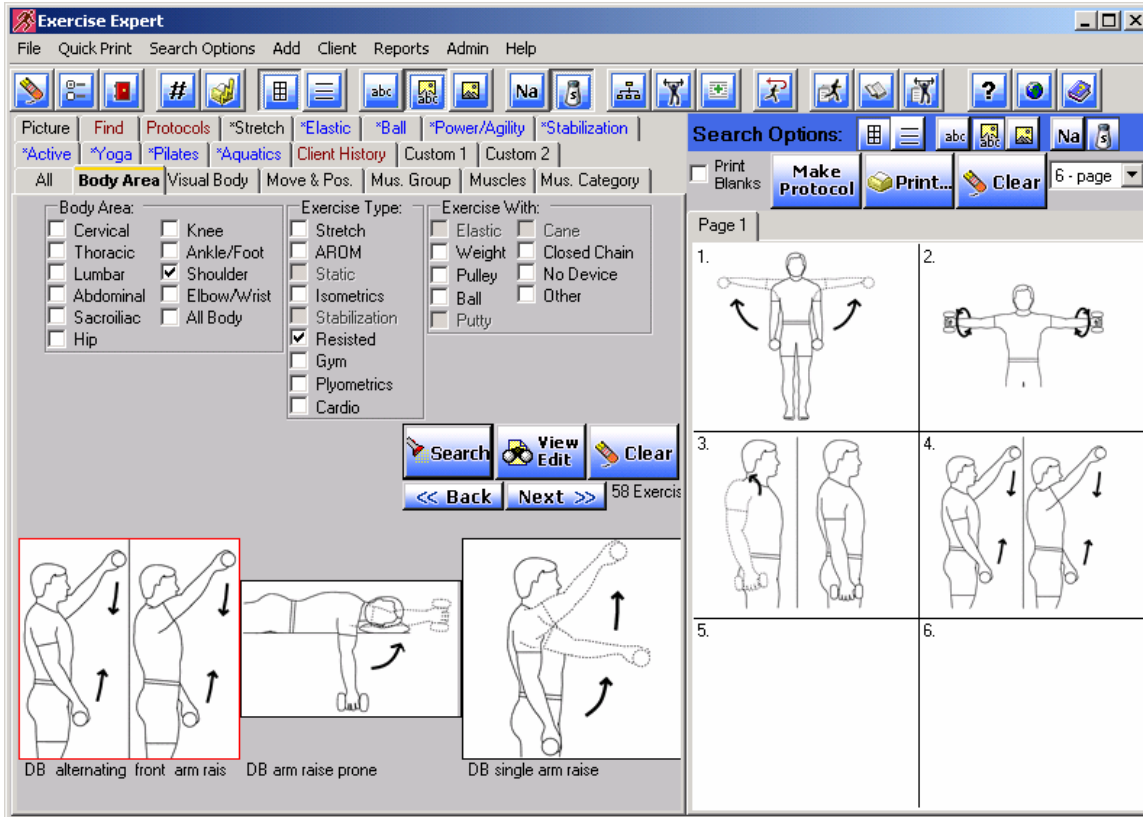 Exercise Expert
File Quick Print Search Options Add Client Reports Admin Help
# abc abc Na s ?
Picture Find Protocols *Stretch *Elastic *Ball *Power/Agility *Stabilization
*Active *Yoga *Pilates *Aquatics Client History Custom 1 Custom 2
All Body Area Visual Body Move & Pos. Mus. Group Muscles Mus. Category
Body Area:
Cervical Knee
Thoracic Ankle/Foot
Lumbar Shoulder
Abdominal Elbow/Wrist
Sacroiliac All Body
Hip
Exercise Type:
Stretch
AROM
Static
Isometrics
Stabilization
Resisted
Gym
Plyometrics
Cardio
Exercise With:
Elastic Cane
Weight Closed Chain
Pulley No Device
Ball Other
Putty
Search View Edit Clear
<< Back Next >> 58 Exercis
DB alternating front arm rais DB arm raise prone DB single arm raise
Search Options: abc abc Na s
Print Blanks Make Protocol Print... Clear 6 - page
Page 1
1. 2.
3. 4.
5. 6.